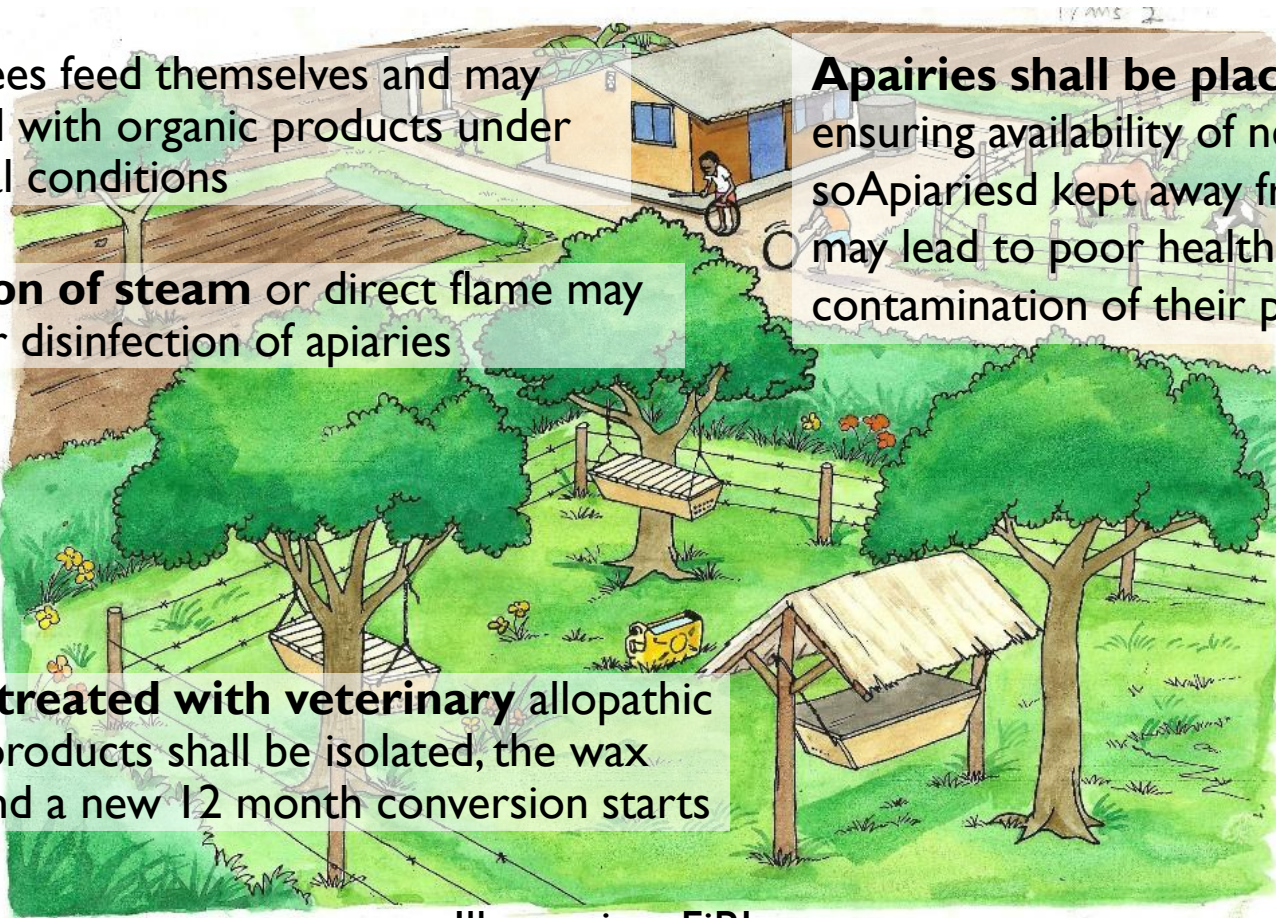 ees feed themselves and may
with organic products under
conditions
on of steam or direct flame may
disinfection of apiaries
treated with veterinary allopathic
products shall be isolated, the wax
nd a new 12 month conversion starts
Apairies shall be plac
ensuring availability of
soApiariesd kept away
may lead to poor health
contamination of their